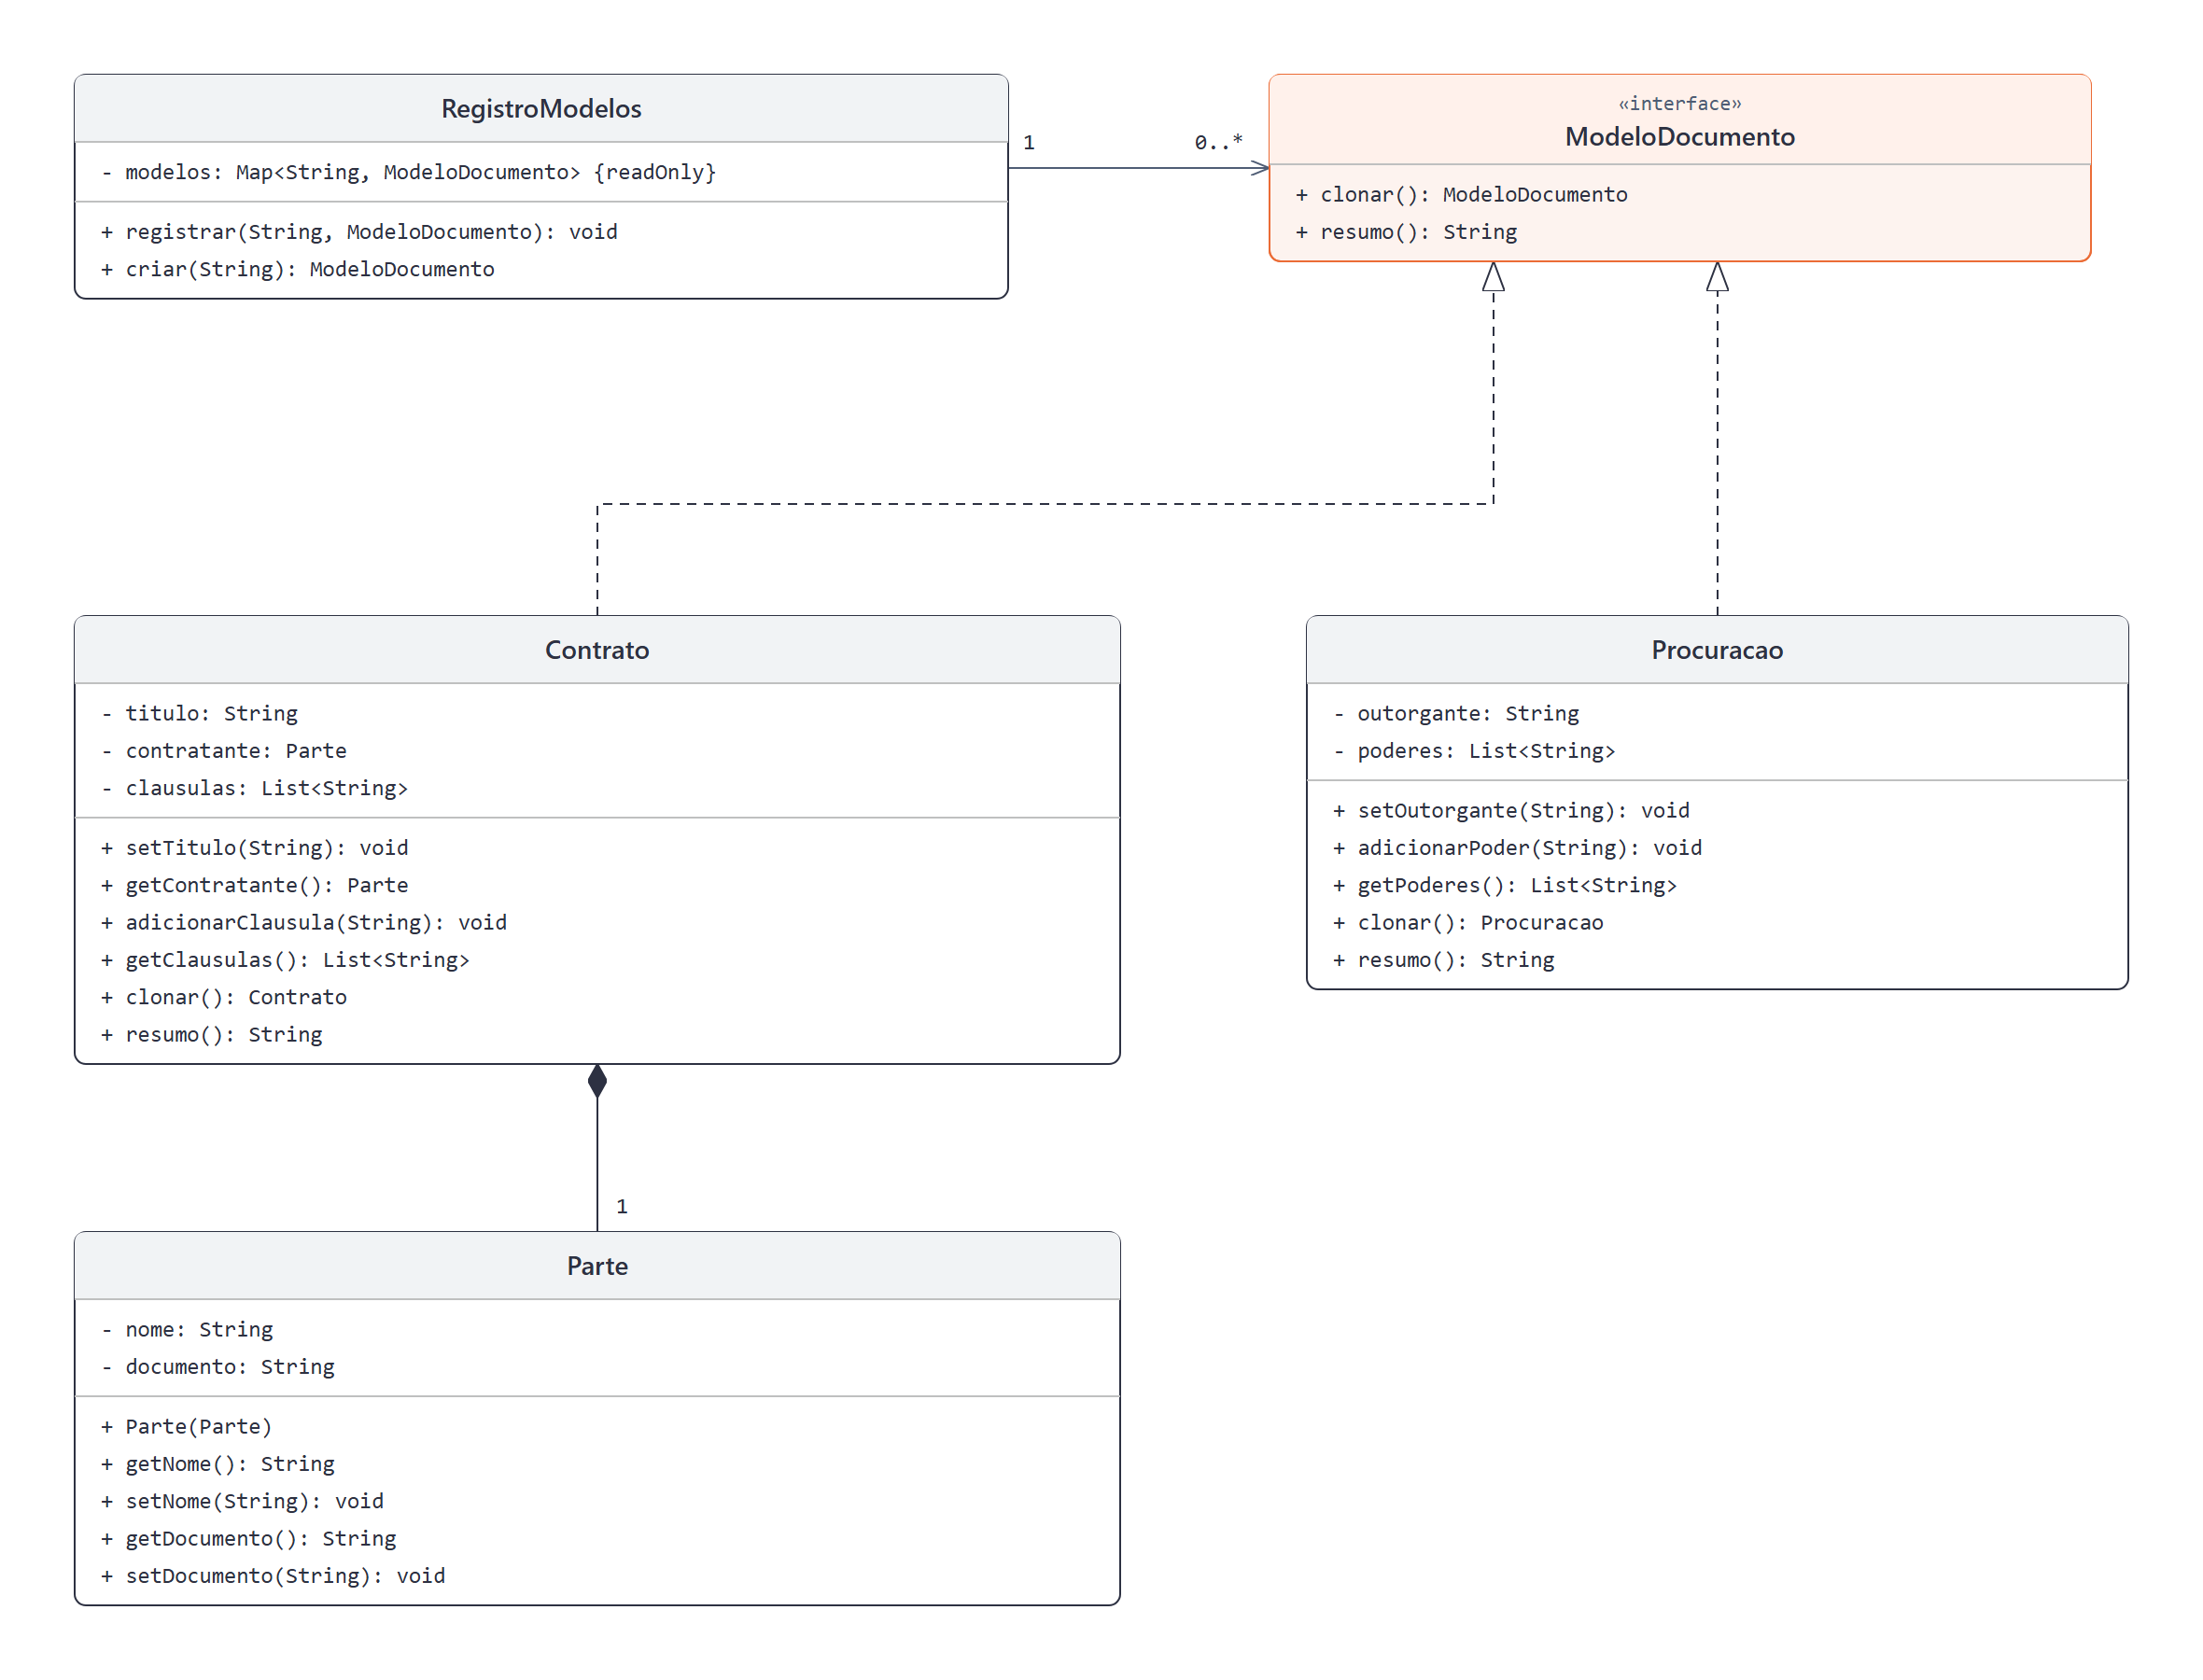 RegistroModelos
- modelos: Map<String, ModeloDocumento> {readOnly}
+ registrar(String, ModeloDocumento): void
+ criar(String): ModeloDocumento
1
0..*
«interface»
ModeloDocumento
+ clonar(): ModeloDocumento
+ resumo(): String
Contrato
- titulo: String
- contratante: Parte
- clausulas: List<String>
+ setTitulo(String): void
+ getContratante(): Parte
+ adicionarClausula(String): void
+ getClausulas(): List<String>
+ clonar(): Contrato
+ resumo(): String
Procuracao
- outorgante: String
- poderes: List<String>
+ setOutorgante(String): void
+ adicionarPoder(String): void
+ getPoderes(): List<String>
+ clonar(): Procuracao
+ resumo(): String
1
Parte
- nome: String
- documento: String
+ Parte(Parte)
+ getNome(): String
+ setNome(String): void
+ getDocumento(): String
+ setDocumento(String): void